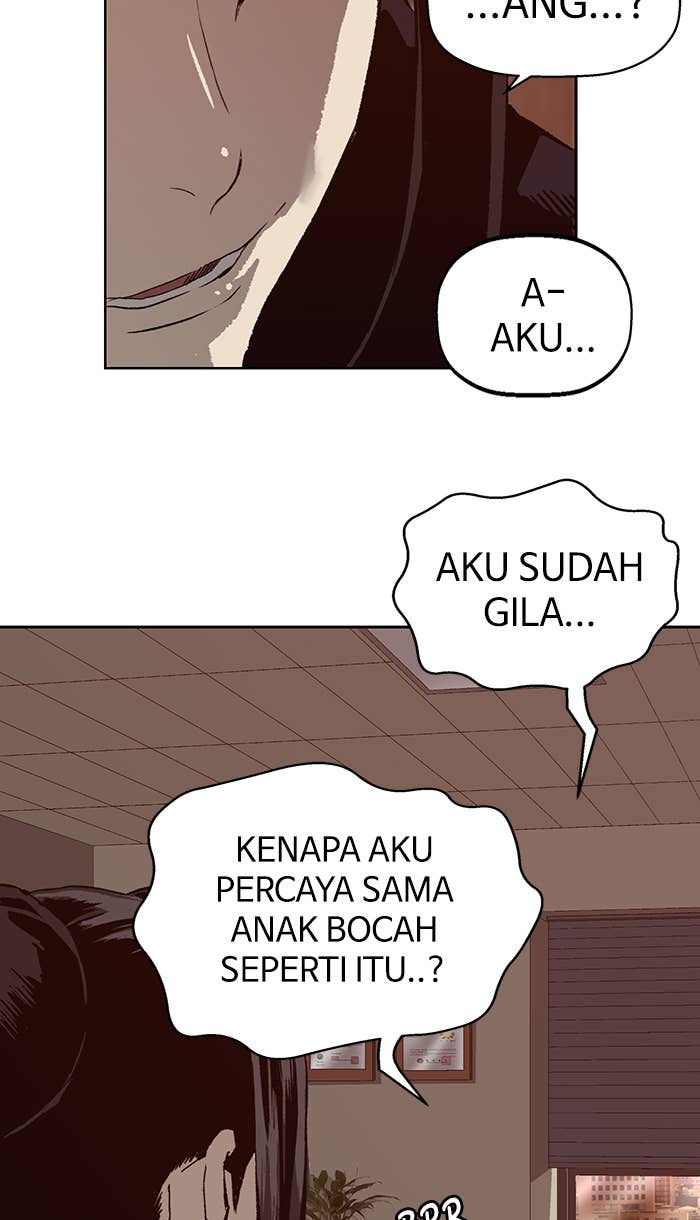 ...ANG...?
A-
AKU...
AKU SUDAH
GILA...
KENAPA AKU
PERCAYA SAMA
ANAK BOCAH
SEPERTI ITU..?